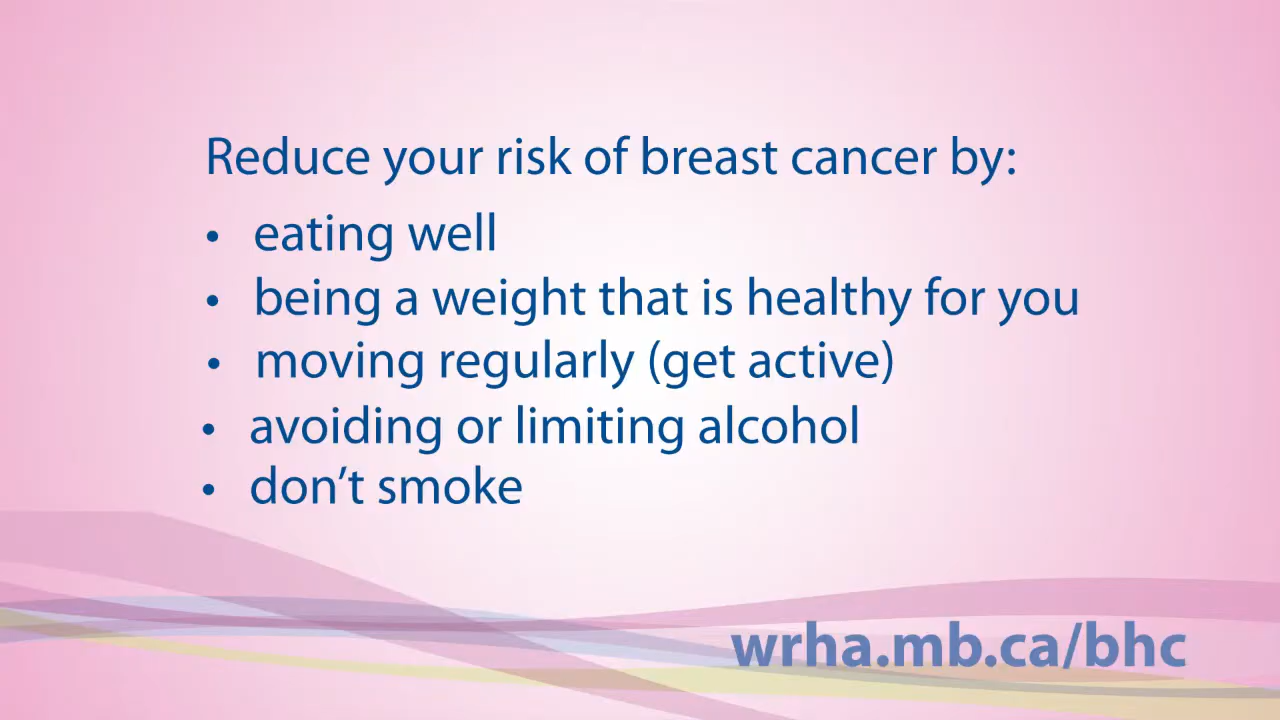 Reduce your risk of breast cancer by:
• eating well
• being a weight that is healthy for you
• moving regularly (get active)
• avoiding or limiting alcohol
• don’t smoke
wrha.mb.ca/bhc